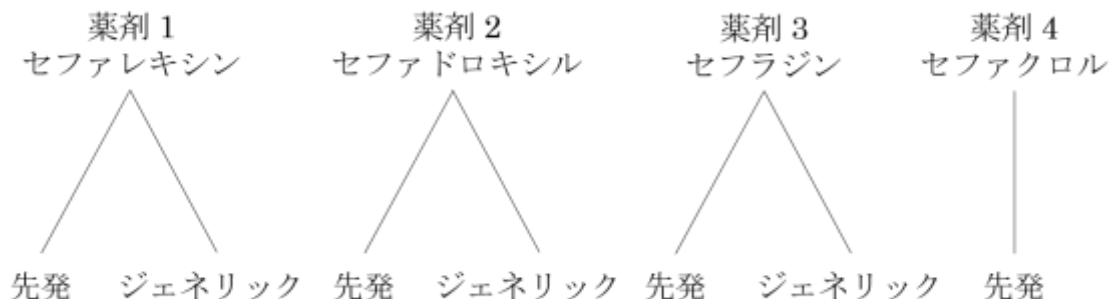 薬剤 1
セファレキシン
薬剤 2
セファドロキシル
薬剤 3
セフラジン
薬剤 4
セファクロル
先発 ジェネリック
先発 ジェネリック
先発 ジェネリック
先発